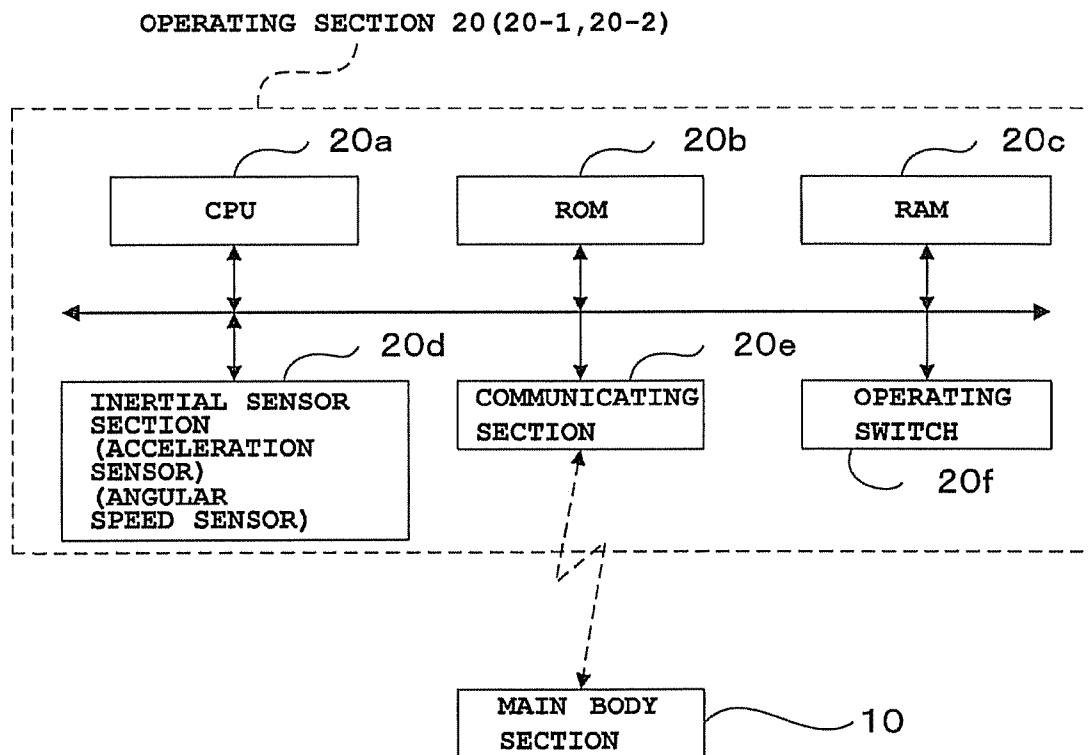 OPERATING SECTION 20(20-1,20-2)
20a
20b
20c
CPU
ROM
RAM
20d
20e
INERTIAL SENSOR
SECTION
(ACCELERATION
SENSOR)
(ANGULAR
SPEED SENSOR)
COMMUNICATING
SECTION
OPERATING
SWITCH
20f
MAIN BODY
SECTION
10